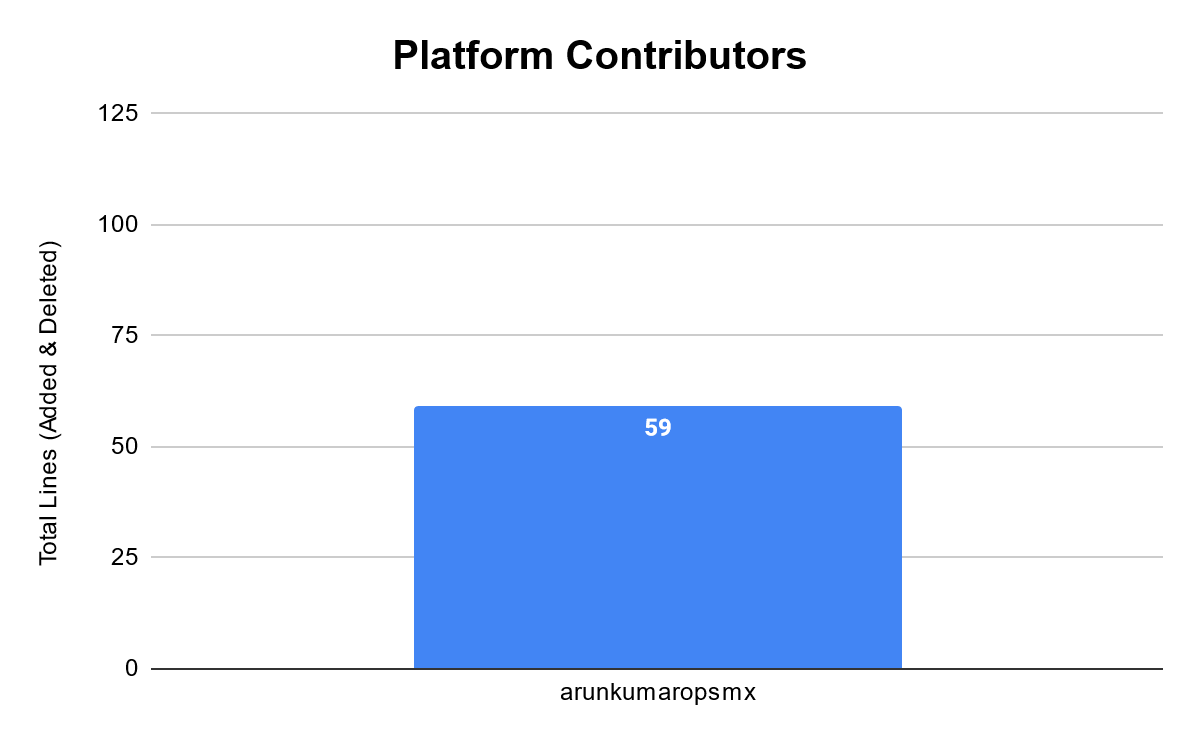 Platform Contributors
Total Lines (Added & Deleted)
125
100
75
50
25
0
59
arunkumaropsmx